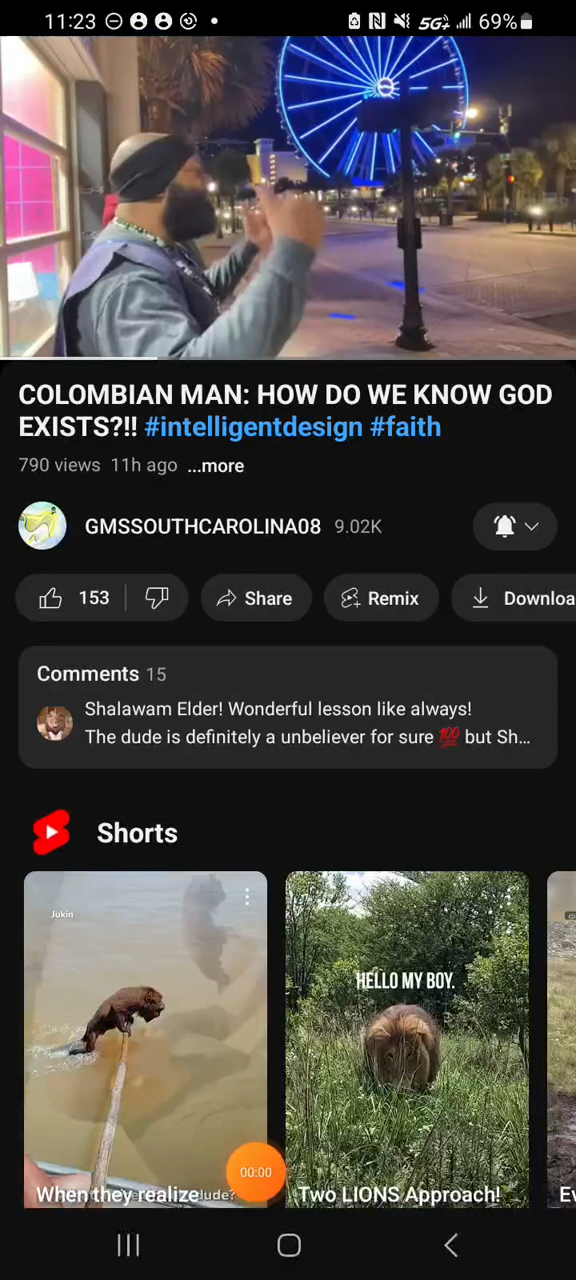 11:23
5G+ 69%
COLOMBIAN MAN: HOW DO WE KNOW GOD
EXISTS?!! #intelligentdesign #faith
790 views 11h ago ...more
GMSSOUTHCAROLINA08 9.02K
153 Share Remix Downloa
Comments 15
Shalawam Elder! Wonderful lesson like always!
The dude is definitely a unbeliever for sure 💯 but Sh...
Shorts
Jukin
HELLO MY BOY.
00:00
When they realize
Two LIONS Approach!
Ev